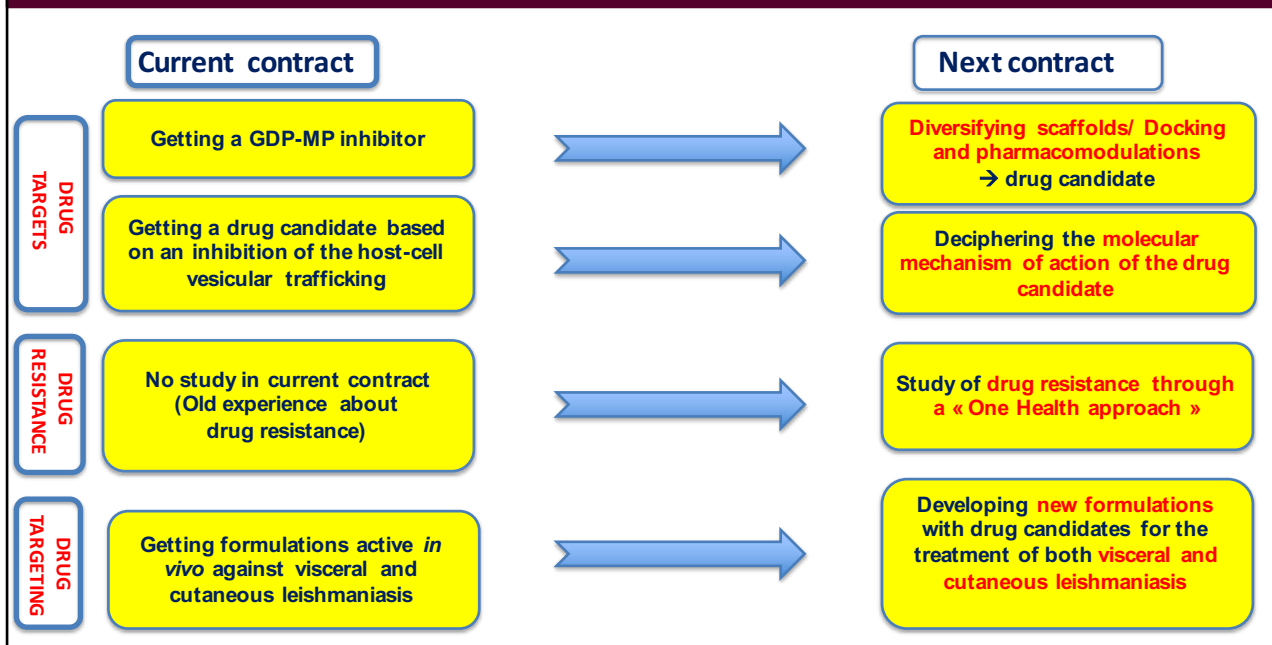 Current contract
Next contract
DRUG
TARGETS
Getting a GDP-MP inhibitor
Diversifying scaffolds/ Docking
and pharmacomodulations
→ drug candidate
Getting a drug candidate based
on an inhibition of the host-cell
vesicular trafficking
Deciphering the molecular
mechanism of action of the drug
candidate
DRUG
RESISTANCE
No study in current contract
(Old experience about
drug resistance)
Study of drug resistance through
a « One Health approach »
DRUG
TARGETING
Getting formulations active in
vivo against visceral and
cutaneous leishmaniasis
Developing new formulations
with drug candidates for the
treatment of both visceral and
cutaneous leishmaniasis